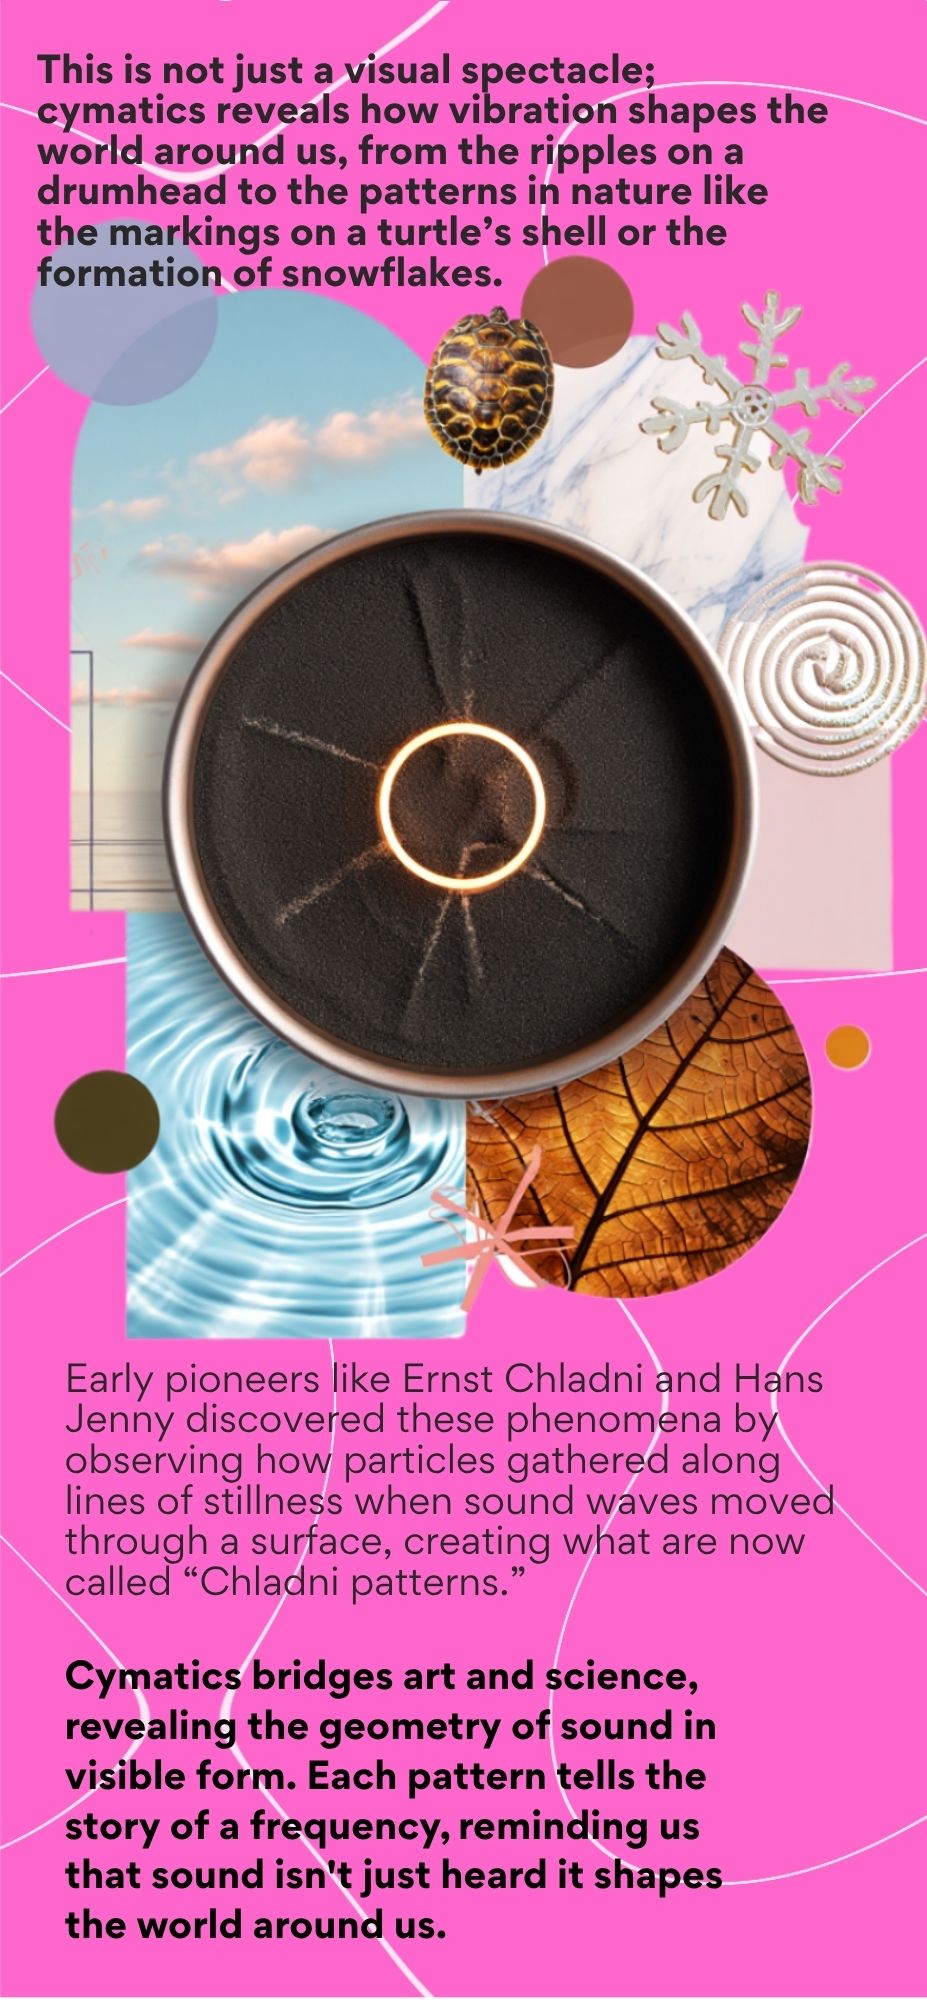 This is not just a visual spectacle;
cymatics reveals how vibration shapes the
world around us, from the ripples on a
drumhead to the patterns in nature like
the markings on a turtle’s shell or the
formation of snowflakes.
Early pioneers like Ernst Chladni and Hans
Jenny discovered these phenomena by
observing how particles gathered along
lines of stillness when sound waves moved
through a surface, creating what are now
called “Chladni patterns.”
Cymatics bridges art and science,
revealing the geometry of sound in
visible form. Each pattern tells the
story of a frequency, reminding us
that sound isn't just heard it shapes
the world around us.